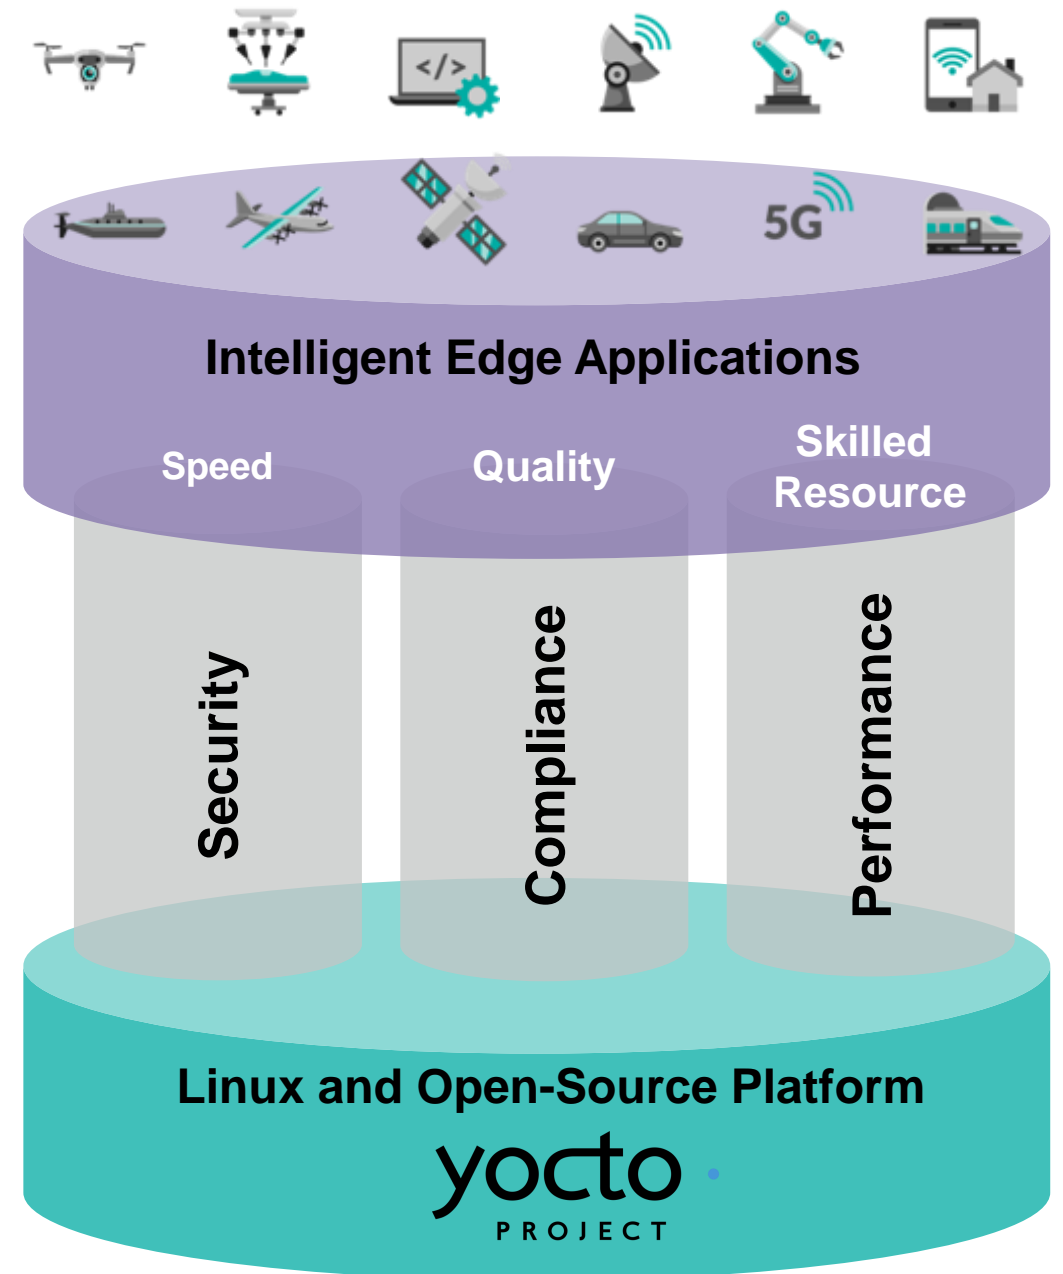 </>
5G
Intelligent Edge Applications
Speed
Quality
Skilled
Resource
Security
Compliance
Performance
Linux and Open-Source Platform
yocto
PROJECT